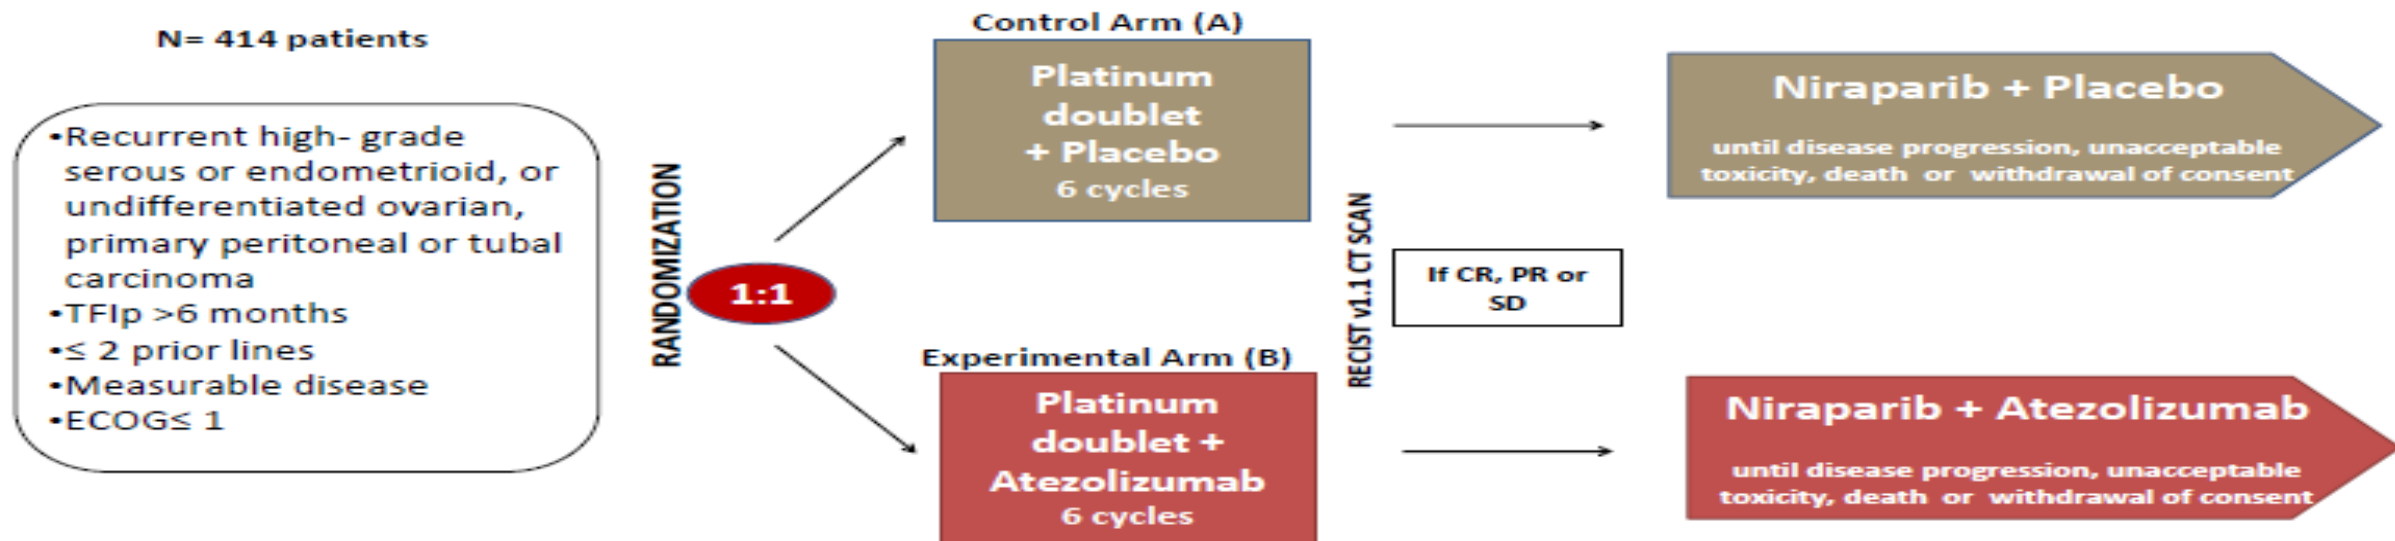 N= 414 patients
•Recurrent high- grade
serous or endometrioid, or
undifferentiated ovarian,
primary peritoneal or tubal
carcinoma
•TFIp >6 months
•≤ 2 prior lines
•Measurable disease
•ECOG≤ 1
RANDOMIZATION
1:1
Control Arm (A)
Platinum
doublet
+ Placebo
6 cycles
Experimental Arm (B)
Platinum
doublet +
Atezolizumab
6 cycles
RECIST v1.1 CT SCAN
If CR, PR or
SD
Niraparib + Placebo
until disease progression, unacceptable
toxicity, death or withdrawal of consent
Niraparib + Atezolizumab
until disease progression, unacceptable
toxicity, death or withdrawal of consent